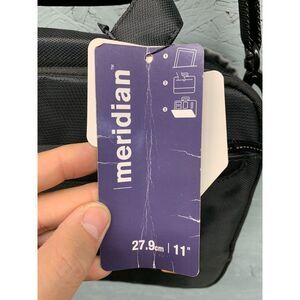 meridian™
27.9cm | 11"